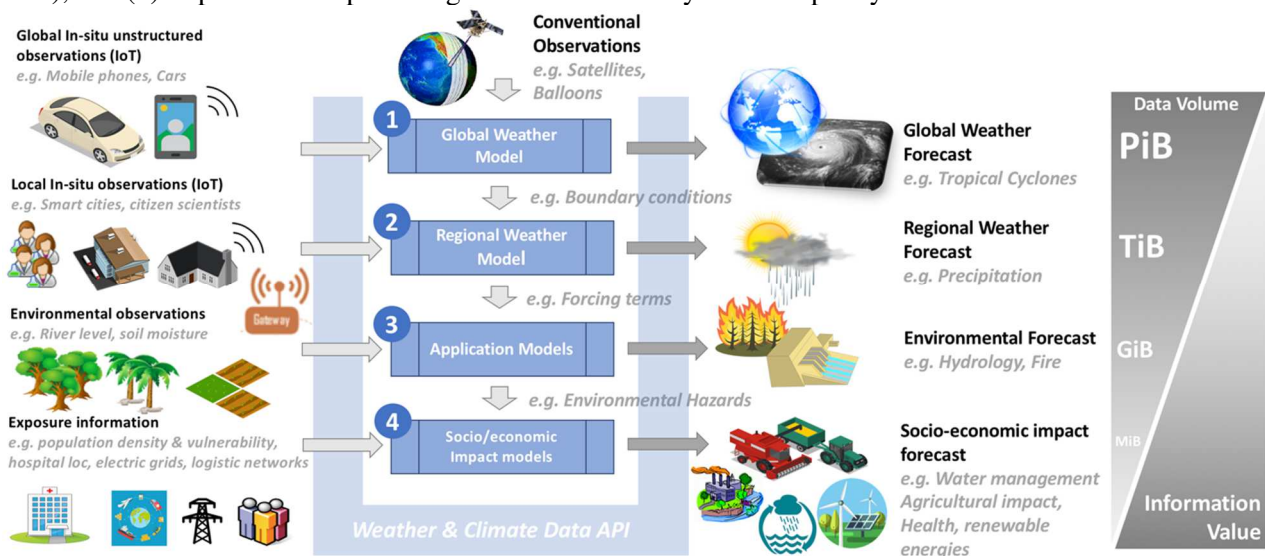 Global In-situ unstructured
observations (IoT)
e.g. Mobile phones, Cars
Local In-situ observations (IoT)
e.g. Smart cities, citizen scientists
Gateway
Environmental observations
e.g. River level, soil moisture
Exposure information
e.g. population density & vulnerability,
hospital loc, electric grids, logistic networks
Conventional
Observations
e.g. Satellites,
Balloons
1
Global Weather
Model
e.g. Boundary conditions
2
Regional Weather
Model
e.g. Forcing terms
3
Application Models
e.g. Environmental Hazards
4
Socio/economic
Impact models
Weather & Climate Data API
Global Weather
Forecast
e.g. Tropical Cyclones
Regional Weather
Forecast
e.g. Precipitation
Environmental Forecast
e.g. Hydrology, Fire
Socio-economic impact
forecast
e.g. Water management
Agricultural impact,
Health, renewable
energies
Data Volume
PiB
TiB
GiB
MiB
Information
Value